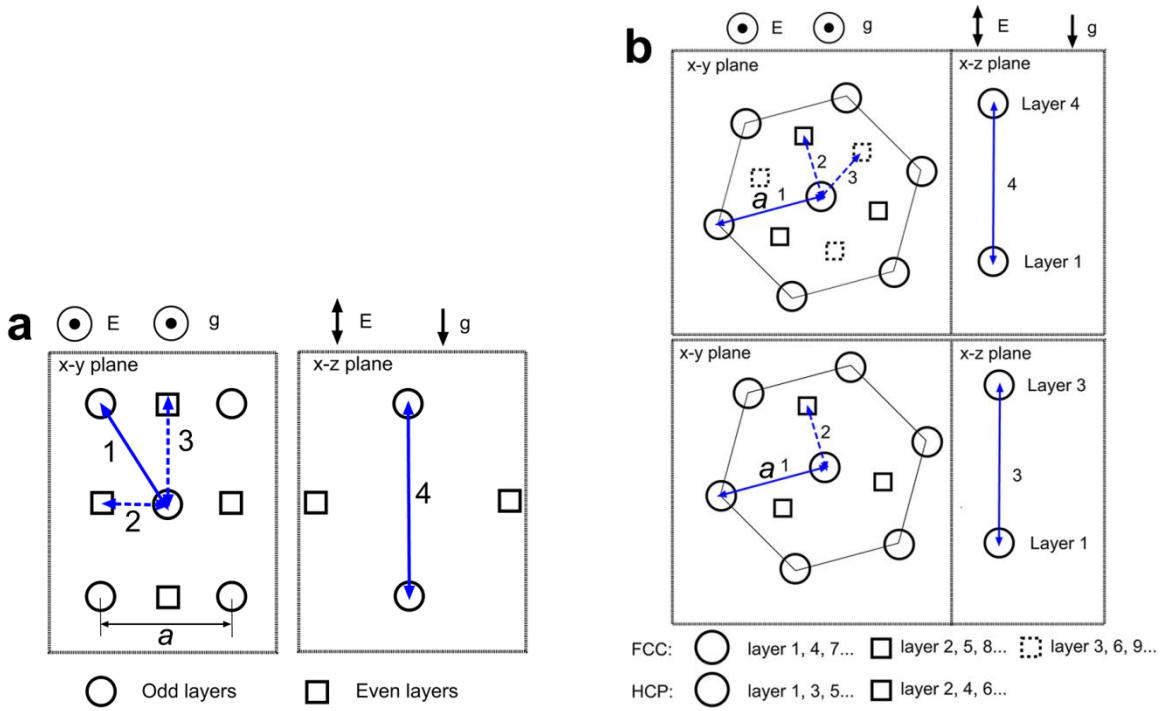 a
E
g
E
g
x-y plane
x-z plane
1
3
2
4
a
Odd layers
Even layers
b
E
g
E
g
x-y plane
x-z plane
Layer 4
2
3
a 1
4
Layer 1
x-y plane
x-z plane
Layer 3
2
a 1
3
Layer 1
FCC: layer 1, 4, 7... layer 2, 5, 8... layer 3, 6, 9...
HCP: layer 1, 3, 5... layer 2, 4, 6...